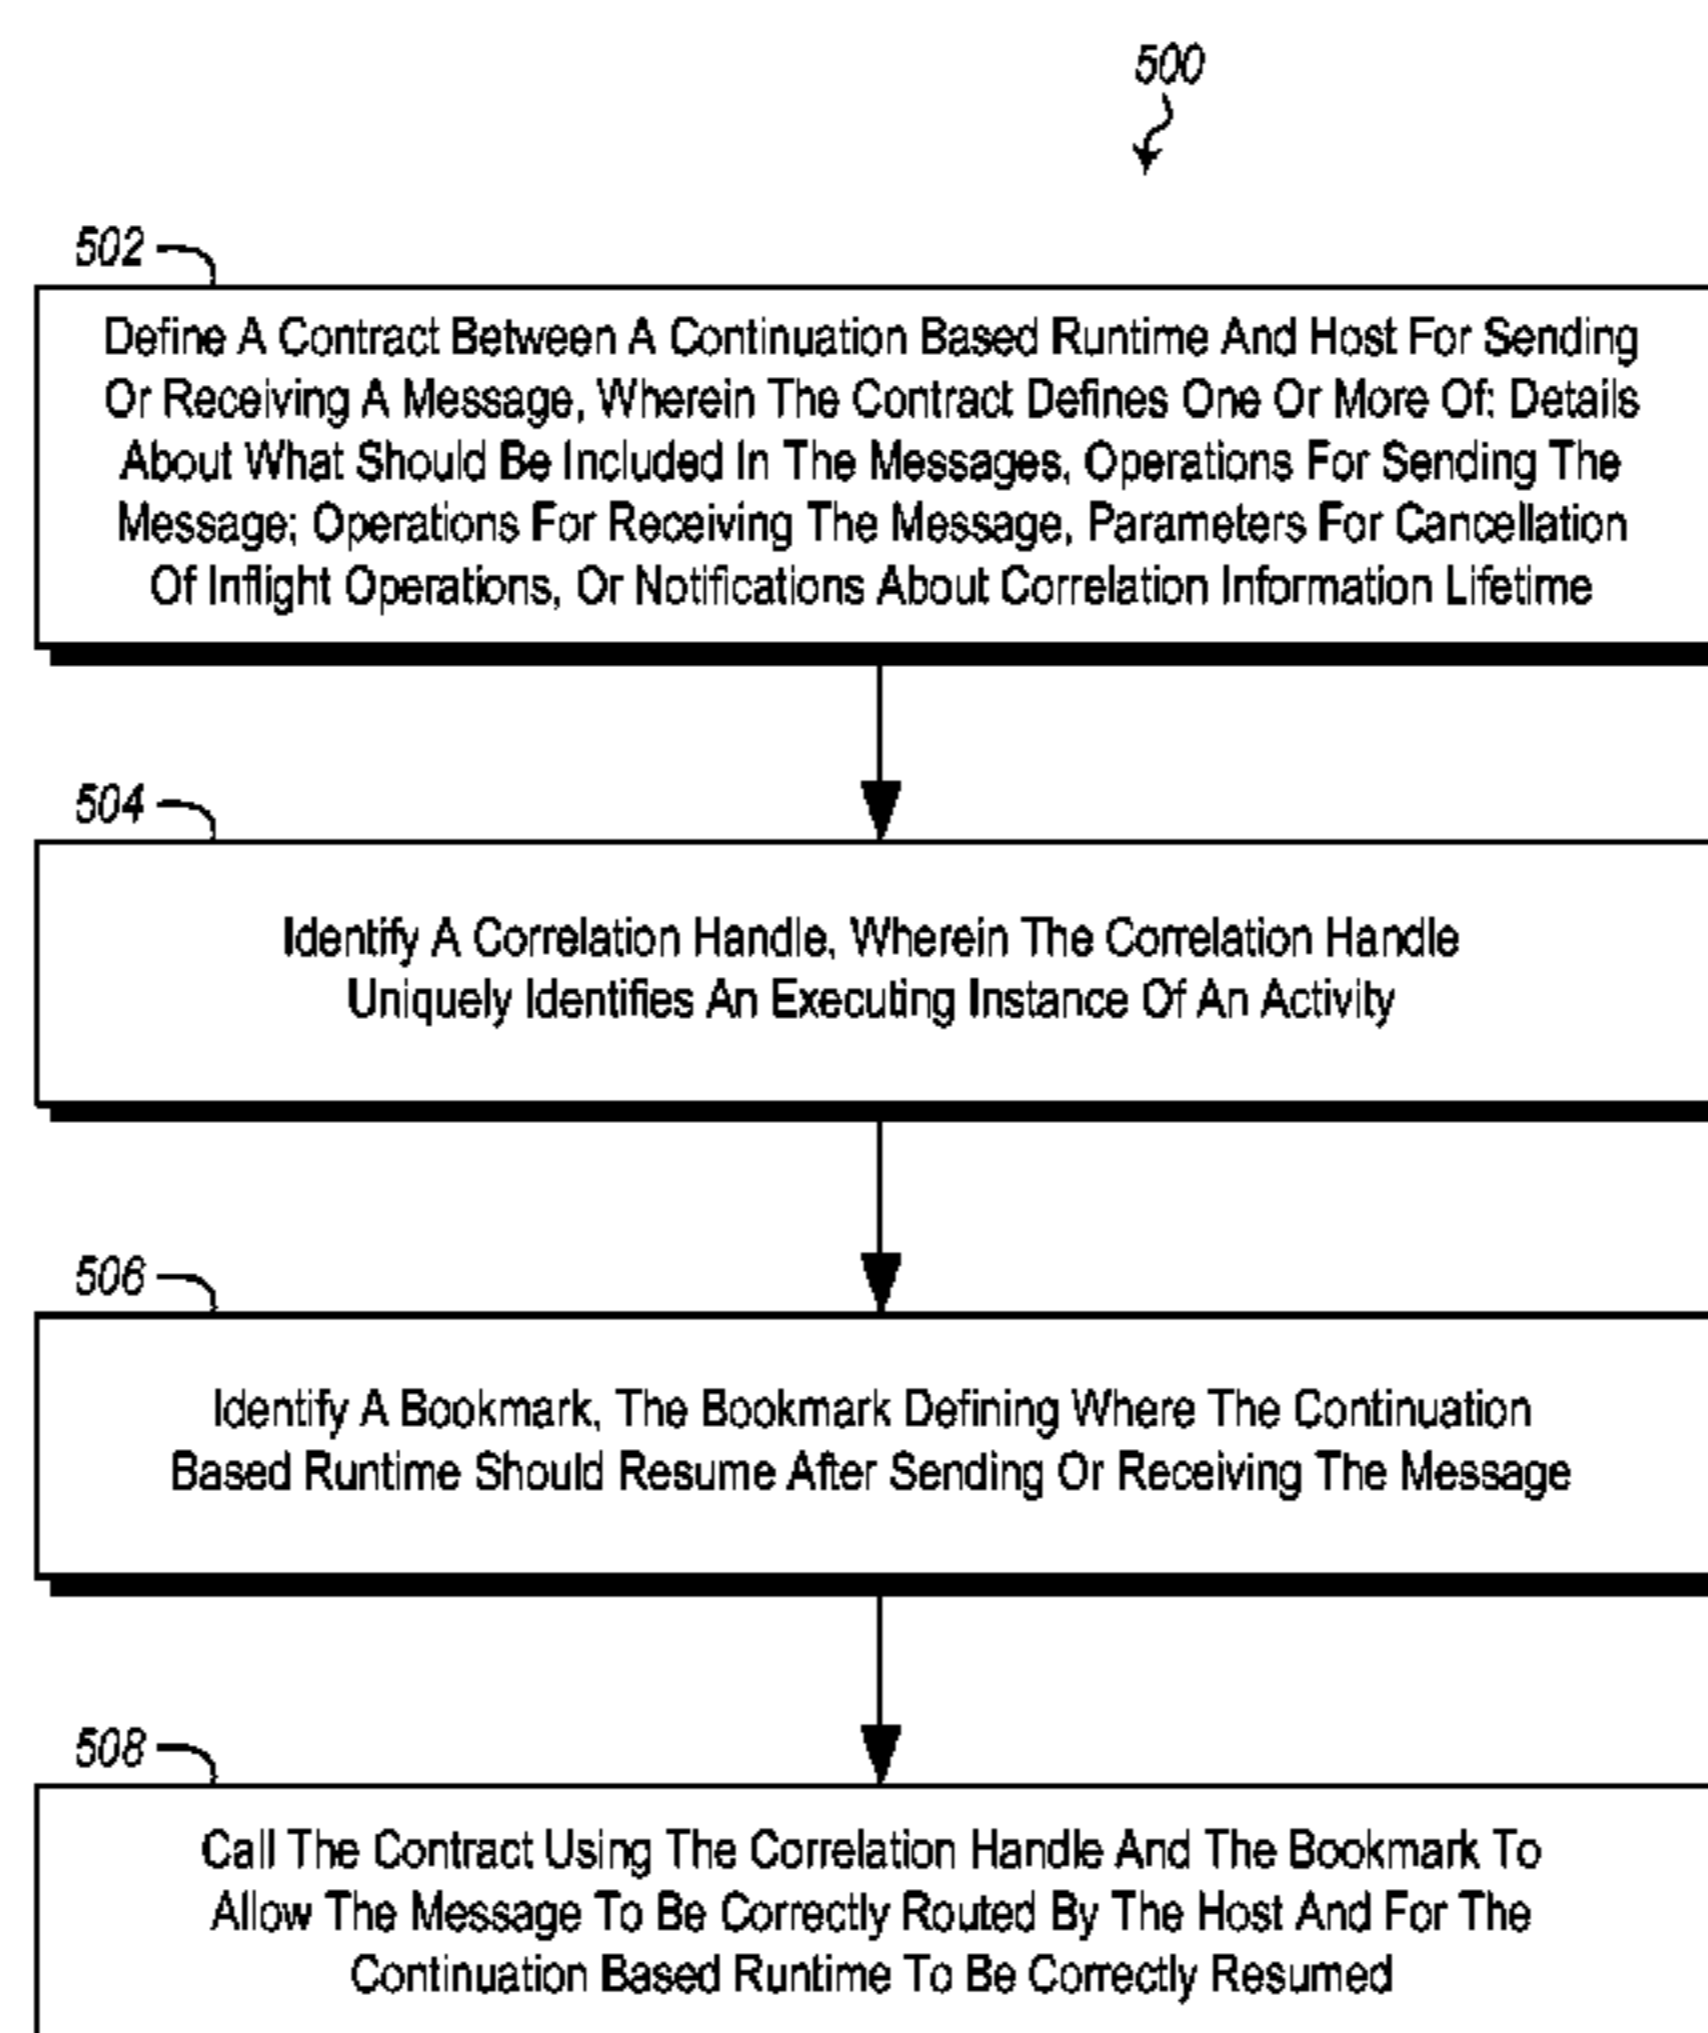 500
502
Define A Contract Between A Continuation Based Runtime And Host For Sending
Or Receiving A Message, Wherein The Contract Defines One Or More Of: Details
About What Should Be Included In The Messages, Operations For Sending The
Message; Operations For Receiving The Message, Parameters For Cancellation
Of Inflight Operations, Or Notifications About Correlation Information Lifetime
504
Identify A Correlation Handle, Wherein The Correlation Handle
Uniquely Identifies An Executing Instance Of An Activity
506
Identify A Bookmark, The Bookmark Defining Where The Continuation
Based Runtime Should Resume After Sending Or Receiving The Message
508
Call The Contract Using The Correlation Handle And The Bookmark To
Allow The Message To Be Correctly Routed By The Host And For The
Continuation Based Runtime To Be Correctly Resumed